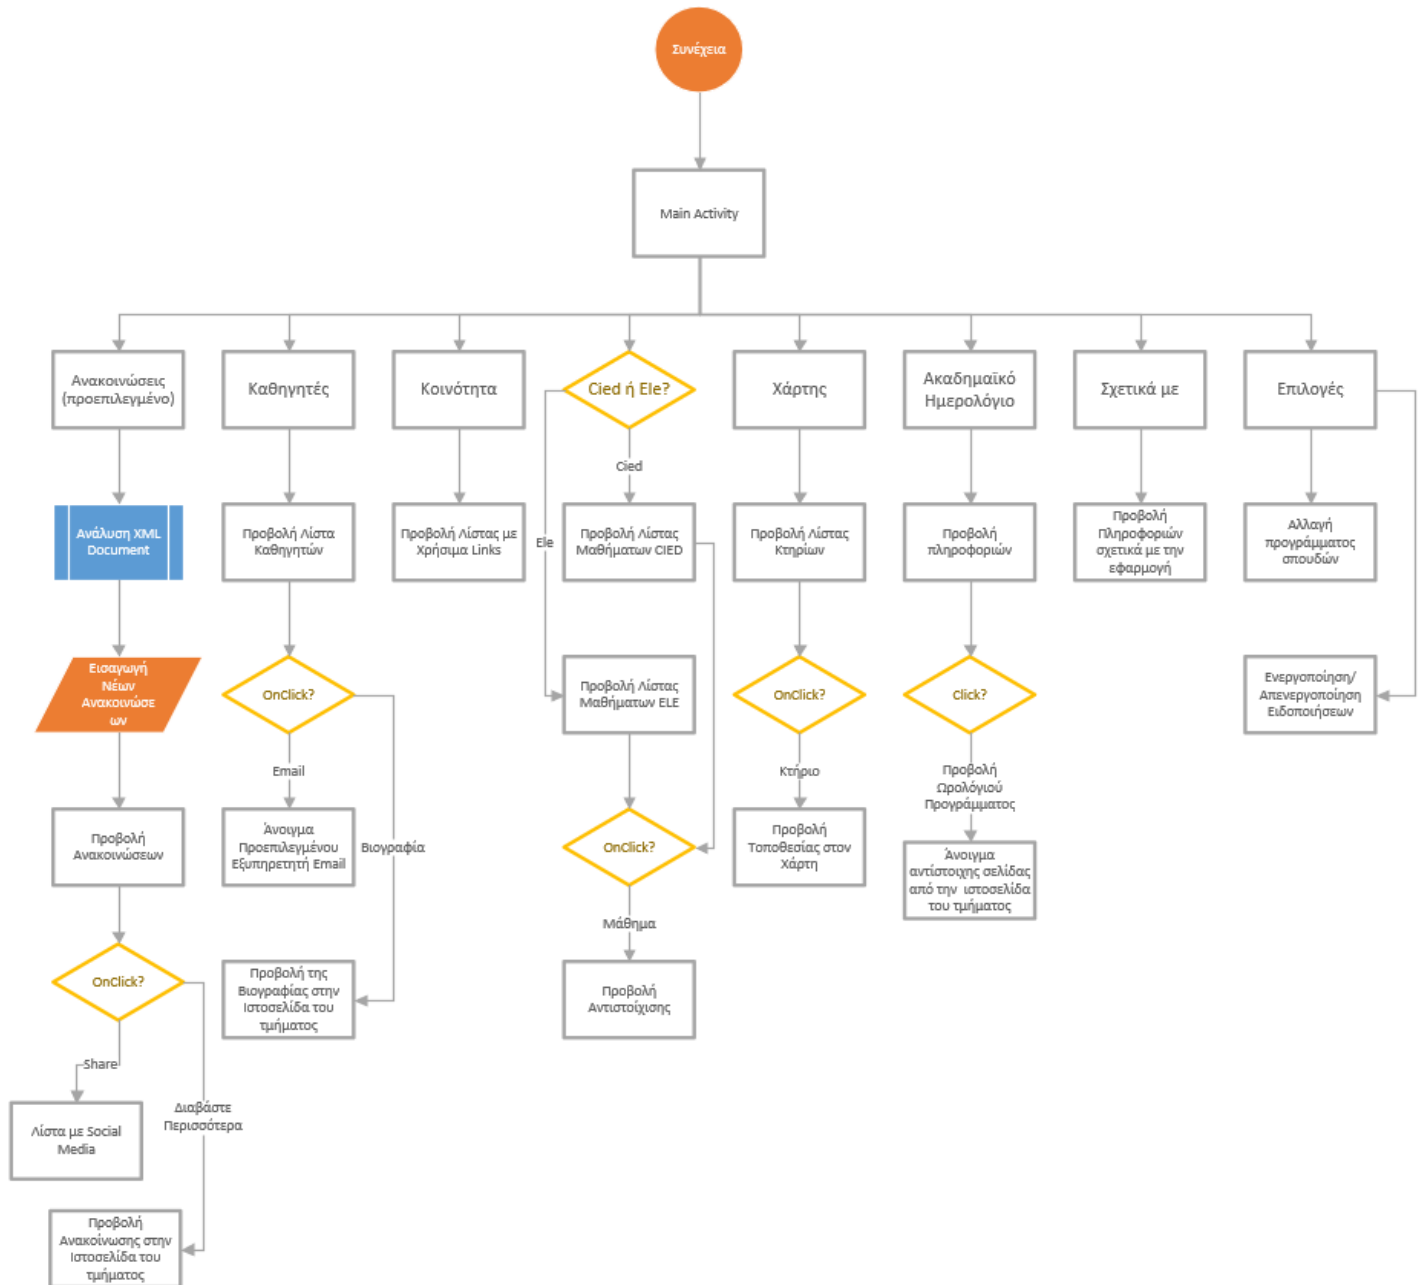 Συνέχεια
Main Activity
Ανακοινώσεις
(προεπιλεγμένο)
Καθηγητές
Κοινότητα
Cied ή Ele?
Χάρτης
Ακαδημαϊκό
Ημερολόγιο
Σχετικά με
Επιλογές
Cied
Ele
Ανάλυση XML
Document
Προβολή Λίστα
Καθηγητών
Προβολή Λίστας με
Χρήσιμα Links
Προβολή Λίστας
Μαθήματων CIED
Προβολή Λίστας
Κτηρίων
Προβολή
πληροφοριών
Προβολή
Πληροφοριών
σχετικά με την
εφαρμογή
Αλλαγή
προγράμματος
σπουδών
Εισαγωγή
Νέων
Ανακοινώσε
ων
OnClick?
Προβολή Λίστας
Μαθήματων ELE
OnClick?
Click?
Ενεργοποίηση/
Απενεργοποίηση
Ειδοποιήσεων
Email
Βιογραφία
Κτήριο
Προβολή
Ωρολόγιού
Προγράμματος
Προβολή
Ανακοινώσεων
Άνοιγμα
Προεπιλεγμένου
Εξυπηρετητή Email
OnClick?
Προβολή
Τοποθεσίας στον
Χάρτη
Άνοιγμα
αντίστοιχης σελίδας
από την ιστοσελίδα
του τμήματος
Μάθημα
OnClick?
Προβολή της
Βιογραφίας στην
Ιστοσελίδα του
τμήματος
Προβολή
Αντιστοίχισης
Share
Διαβάστε
Περισσότερα
Λίστα με Social
Media
Προβολή
Ανακοίνωσης στην
Ιστοσελίδα του
τμήματος